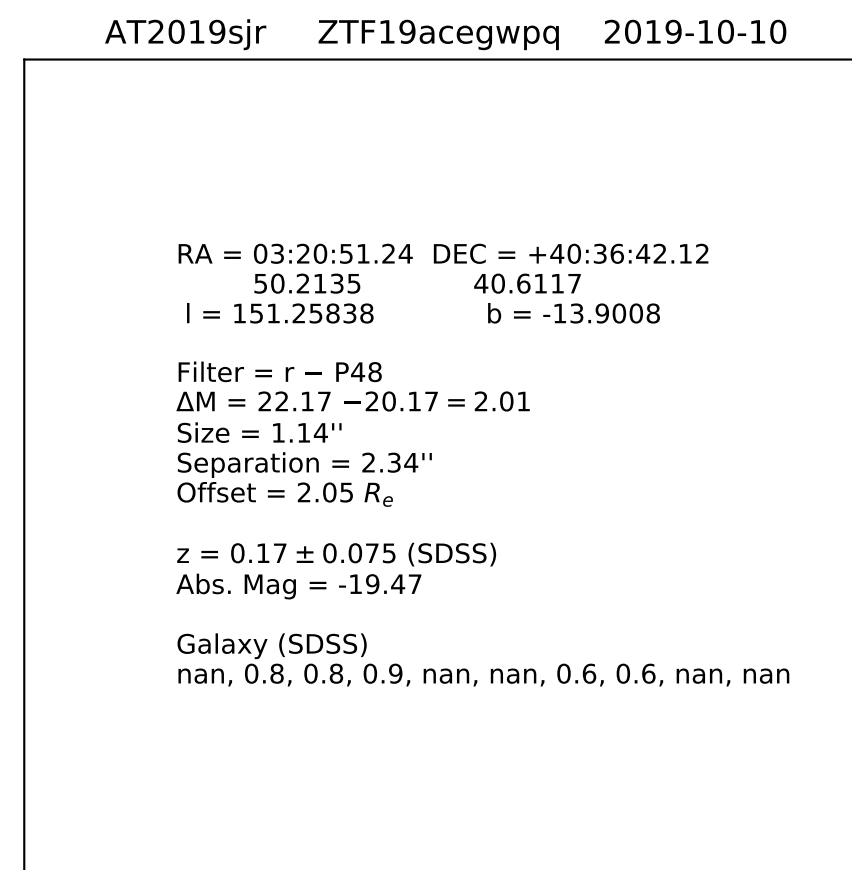 AT2019sjr ZTF19acegwpq 2019-10-10
RA = 03:20:51.24 DEC = +40:36:42.12
50.2135 40.6117
l = 151.25838 b = -13.9008
Filter = r − P48
ΔM = 22.17 −20.17 = 2.01
Size = 1.14''
Separation = 2.34''
Offset = 2.05 Rₑ
z = 0.17 ± 0.075 (SDSS)
Abs. Mag = -19.47
Galaxy (SDSS)
nan, 0.8, 0.8, 0.9, nan, nan, 0.6, 0.6, nan, nan